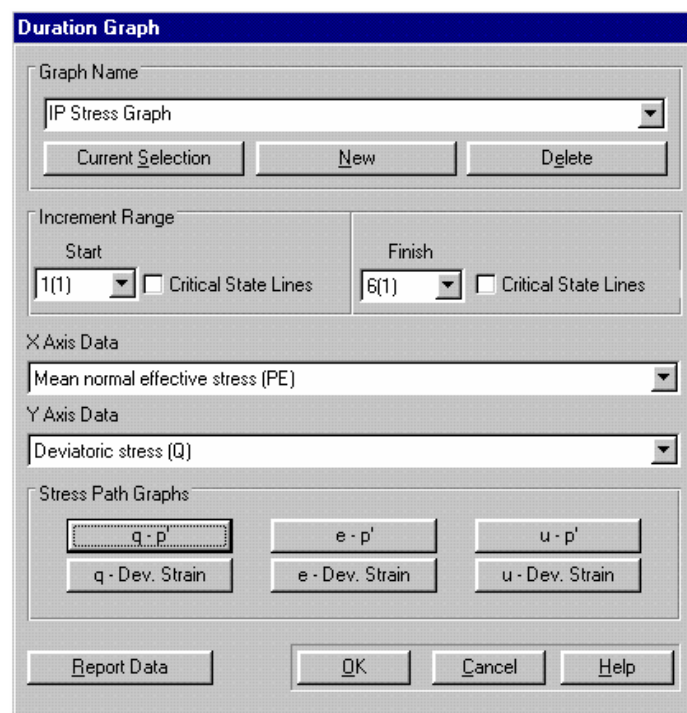 Duration Graph
Graph Name
IP Stress Graph
Current Selection New Delete
Increment Range
Start Finish
1(1) Critical State Lines 6(1) Critical State Lines
X Axis Data
Mean normal effective stress (PE)
Y Axis Data
Deviatoric stress (Q)
Stress Path Graphs
q - p' e - p' u - p'
q - Dev. Strain e - Dev. Strain u - Dev. Strain
Report Data OK Cancel Help